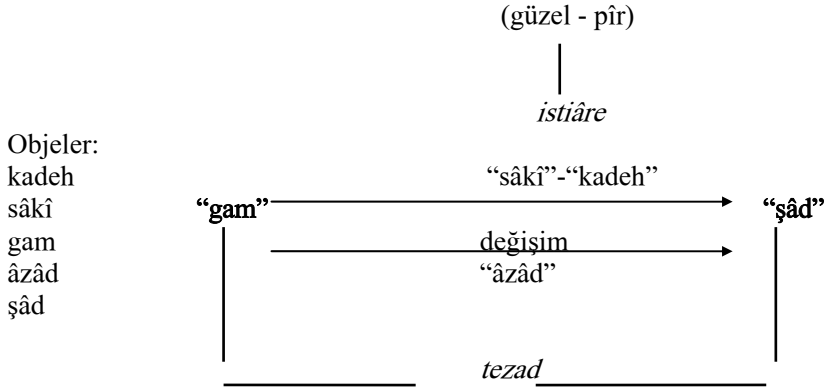 (güzel - pîr)
istiâre
Objeler:
kadeh
“sâkî”-“kadeh”
sâkî
“gam”
“şâd”
gam
değişim
âzâd
“âzâd”
şâd
tezad